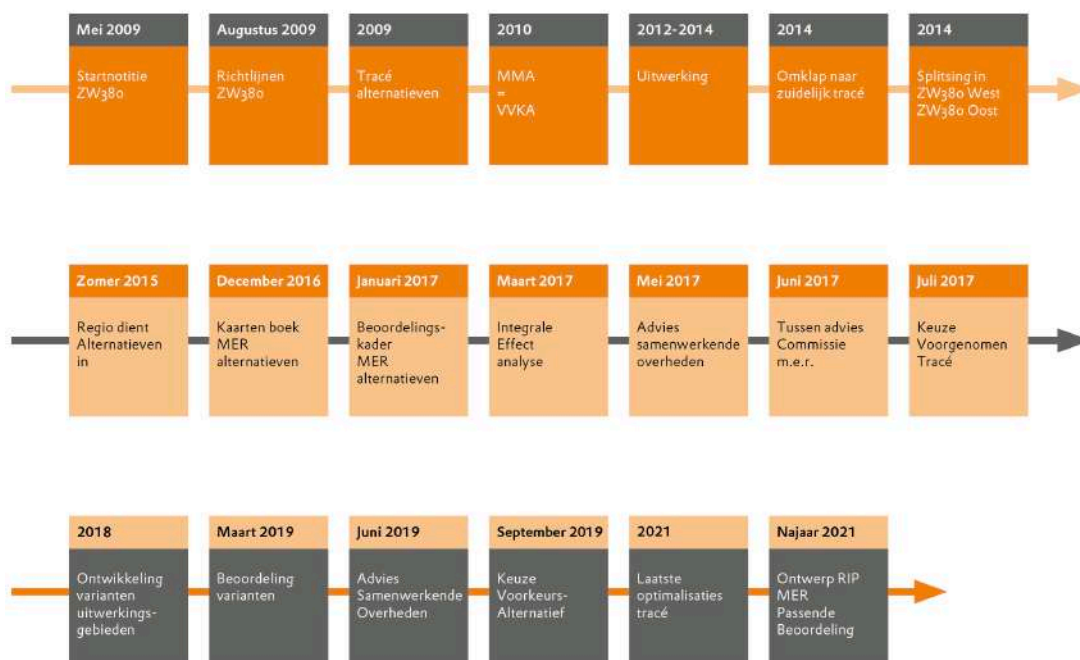 Mei 2009
Startnotitie
ZW380
Augustus 2009
Richtlijnen
ZW380
2009
Tracé
alternatieven
2010
MMA
=
VVKA
2012-2014
Uitwerking
2014
Omklap naar
zuidelijk tracé
2014
Splitsing in
ZW380 West
ZW380 Oost
Zomer 2015
Regio dient
Alternatieven
in
December 2016
Kaarten boek
MER
alternatieven
Januari 2017
Beoordelings-
kader
MER
alternatieven
Maart 2017
Integrale
Effect
analyse
Mei 2017
Advies
samenwerkende
overheden
Juni 2017
Tussen advies
Commissie
m.e.r.
Juli 2017
Keuze
Voorgenomen
Tracé
2018
Ontwikkeling
varianten
uitwerkings-
gebieden
Maart 2019
Beoordeling
varianten
Juni 2019
Advies
Samenwerkende
Overheden
September 2019
Keuze
Voorkeurs-
Alternatief
2021
Laatste
optimalisaties
tracé
Najaar 2021
Ontwerp RIP
MER
Passende
Beoordeling